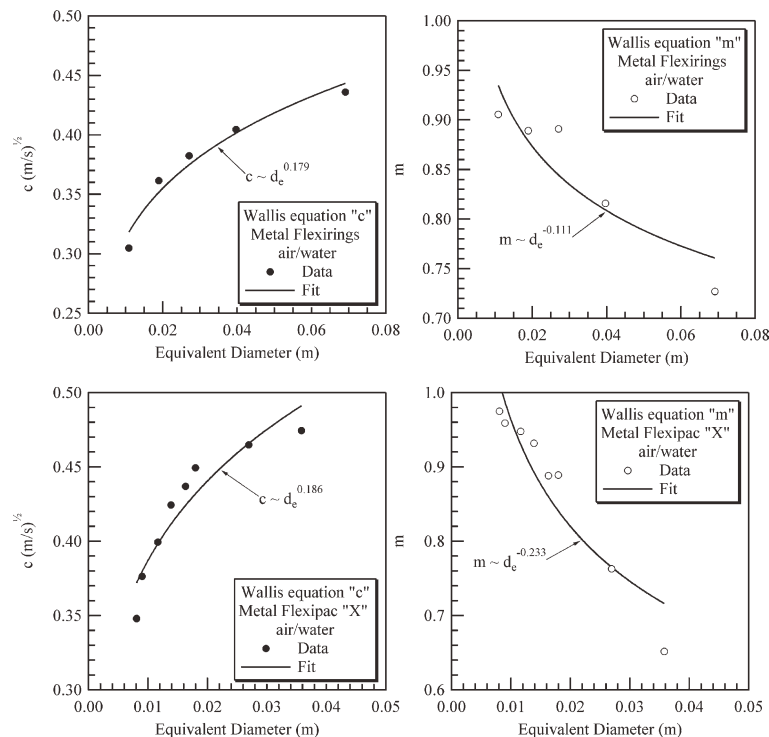 0.50
0.45
0.40
0.35
0.30
0.25
c (m/s)^½
c ~ d_e^0.179
Wallis equation "c"
Metal Flexirings
air/water
Data
Fit
0.00 0.02 0.04 0.06 0.08
Equivalent Diameter (m)
1.00
0.95
0.90
0.85
0.80
0.75
0.70
m
Wallis equation "m"
Metal Flexirings
air/water
Data
Fit
m ~ d_e^-0.111
0.00 0.02 0.04 0.06 0.08
Equivalent Diameter (m)
0.50
0.45
0.40
0.35
0.30
c (m/s)^½
c ~ d_e^0.186
Wallis equation "c"
Metal Flexipac "X"
air/water
Data
Fit
0.00 0.01 0.02 0.03 0.04 0.05
Equivalent Diameter (m)
1.0
0.9
0.8
0.7
0.6
m
Wallis equation "m"
Metal Flexipac "X"
air/water
Data
Fit
m ~ d_e^-0.233
0.00 0.01 0.02 0.03 0.04 0.05
Equivalent Diameter (m)